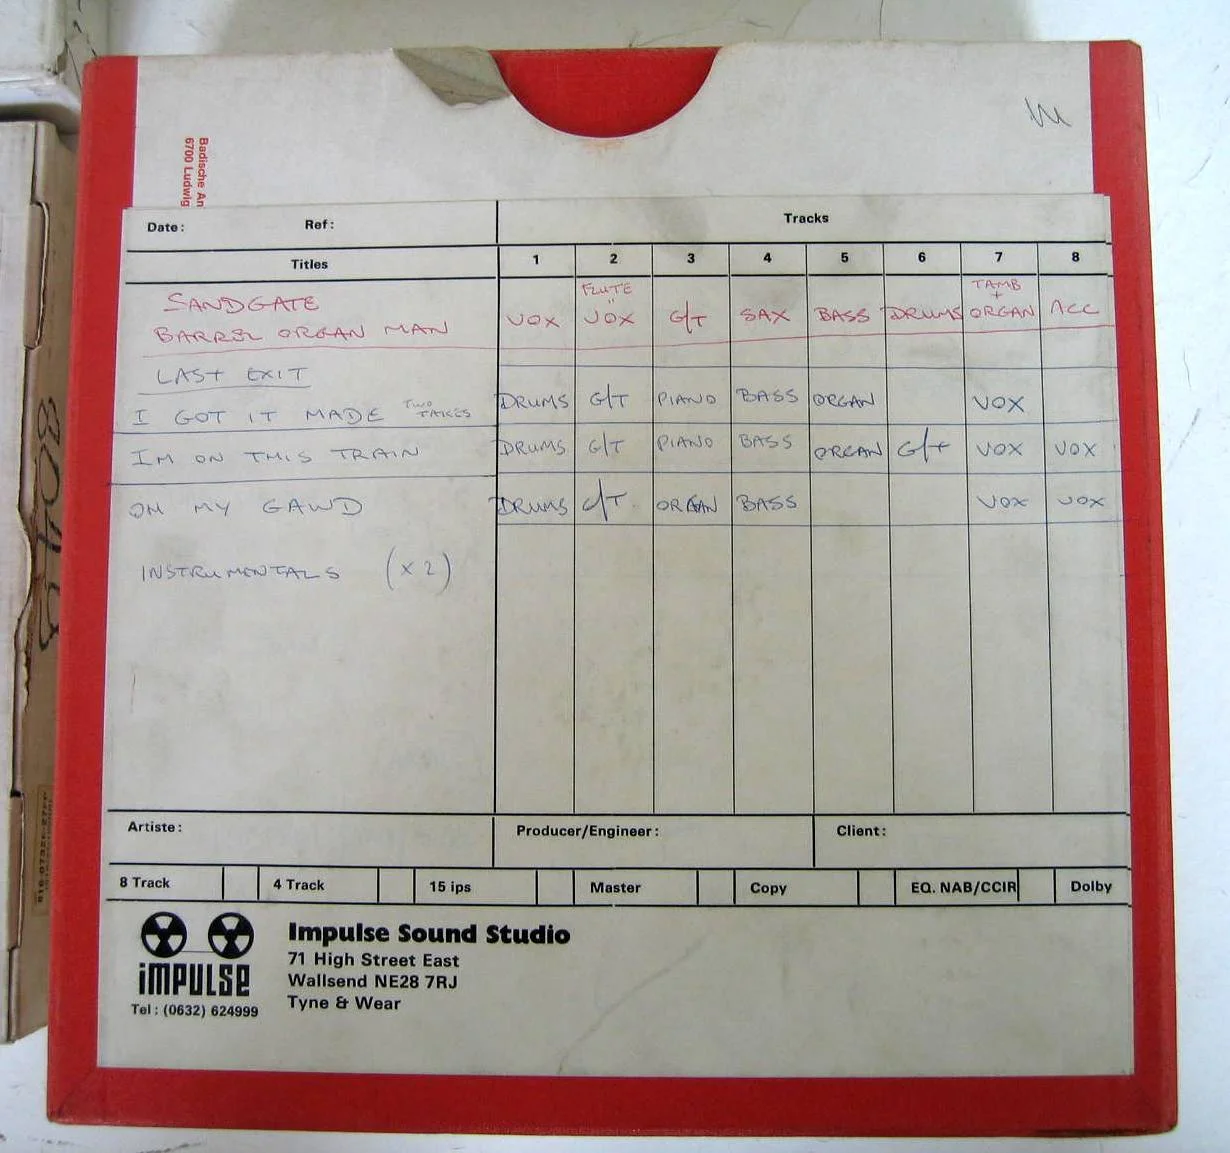 Badische An
6700 Ludwig
Date: Ref: Tracks
Titles 1 2 3 4 5 6 7 8
SANDGATE
BARREL ORGAN MAN VOX FLUTE " VOX G/T SAX BASS DRUMS TAMB + ORGAN ACC
LAST EXIT
I GOT IT MADE TWO TAKES DRUMS G/T PIANO BASS ORGAN VOX
IM ON THIS TRAIN DRUMS G/T PIANO BASS ORGAN G/t VOX VOX
OH MY GAWD DRUMS G/T. ORGAN BASS VOX VOX
INSTRUMENTALS (x 2)
Artiste: Producer/Engineer: Client:
8 Track 4 Track 15 ips Master Copy EQ. NAB/CCIR Dolby
Impulse Sound Studio
71 High Street East
Wallsend NE28 7RJ
Tyne & Wear
iMPULSE
Tel: (0632) 624999